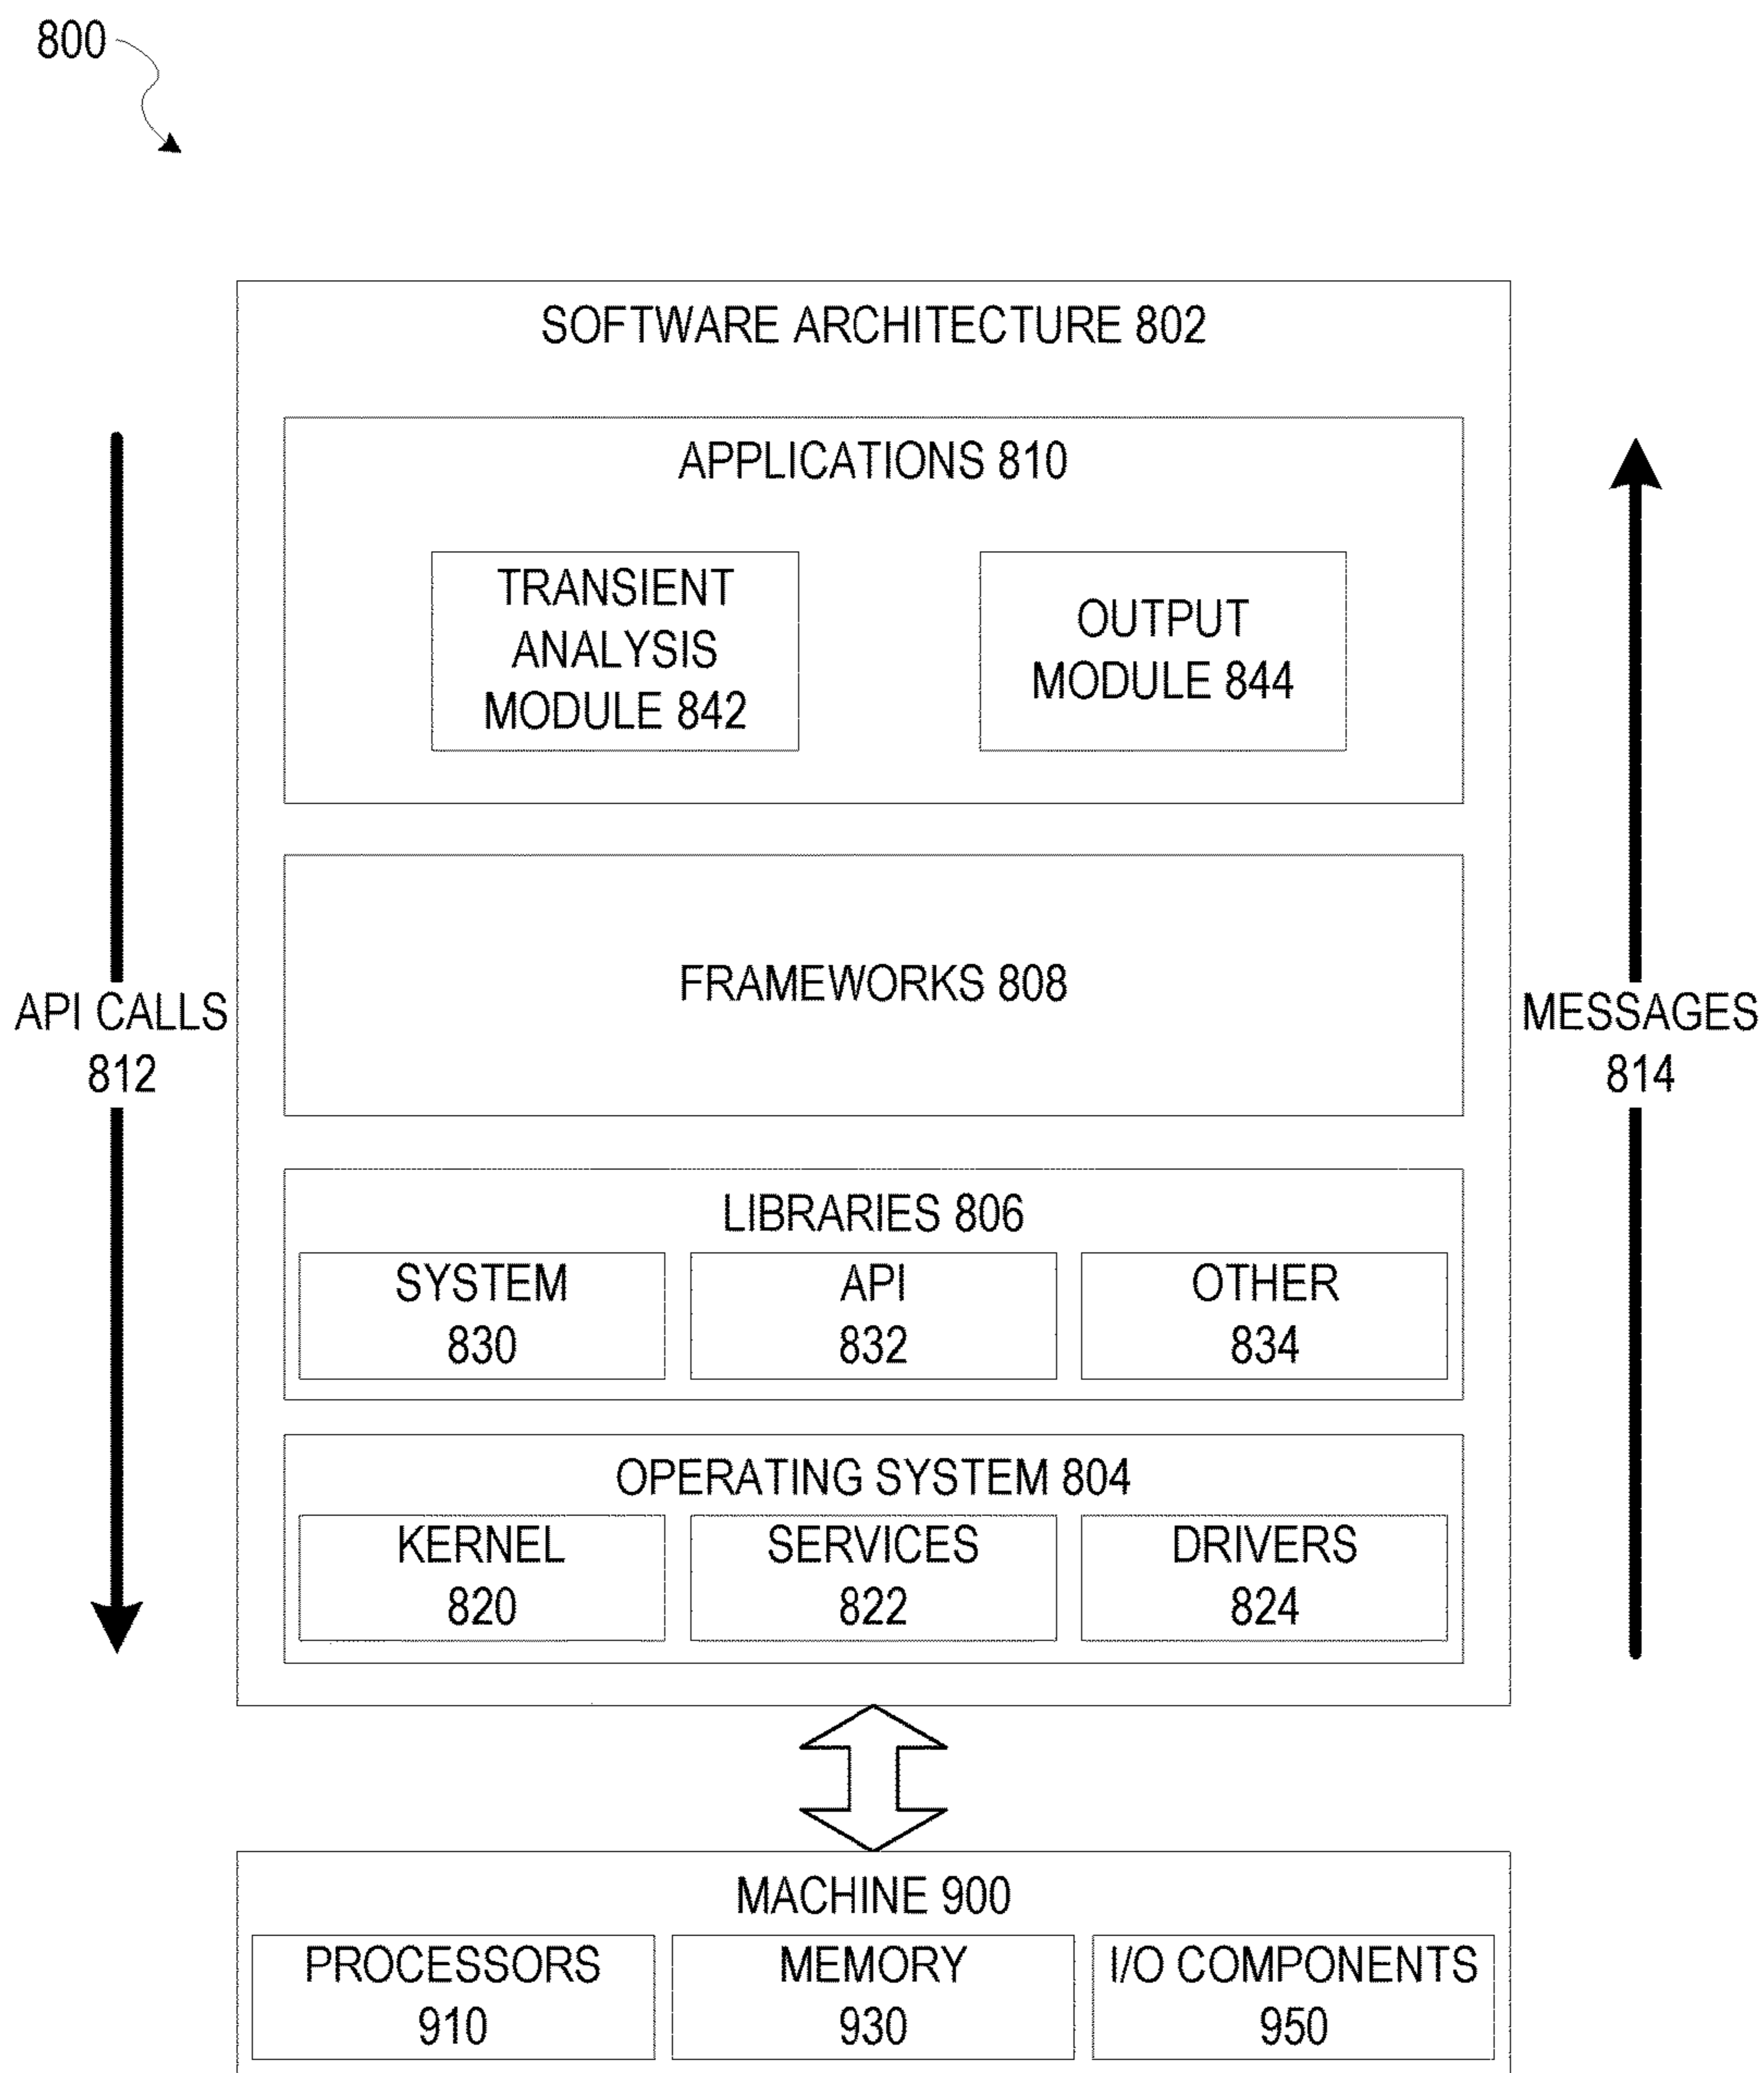 800
SOFTWARE ARCHITECTURE 802
APPLICATIONS 810
TRANSIENT
ANALYSIS
MODULE 842
OUTPUT
MODULE 844
FRAMEWORKS 808
API CALLS
812
MESSAGES
814
LIBRARIES 806
SYSTEM
830
API
832
OTHER
834
OPERATING SYSTEM 804
KERNEL
820
SERVICES
822
DRIVERS
824
MACHINE 900
PROCESSORS
910
MEMORY
930
I/O COMPONENTS
950